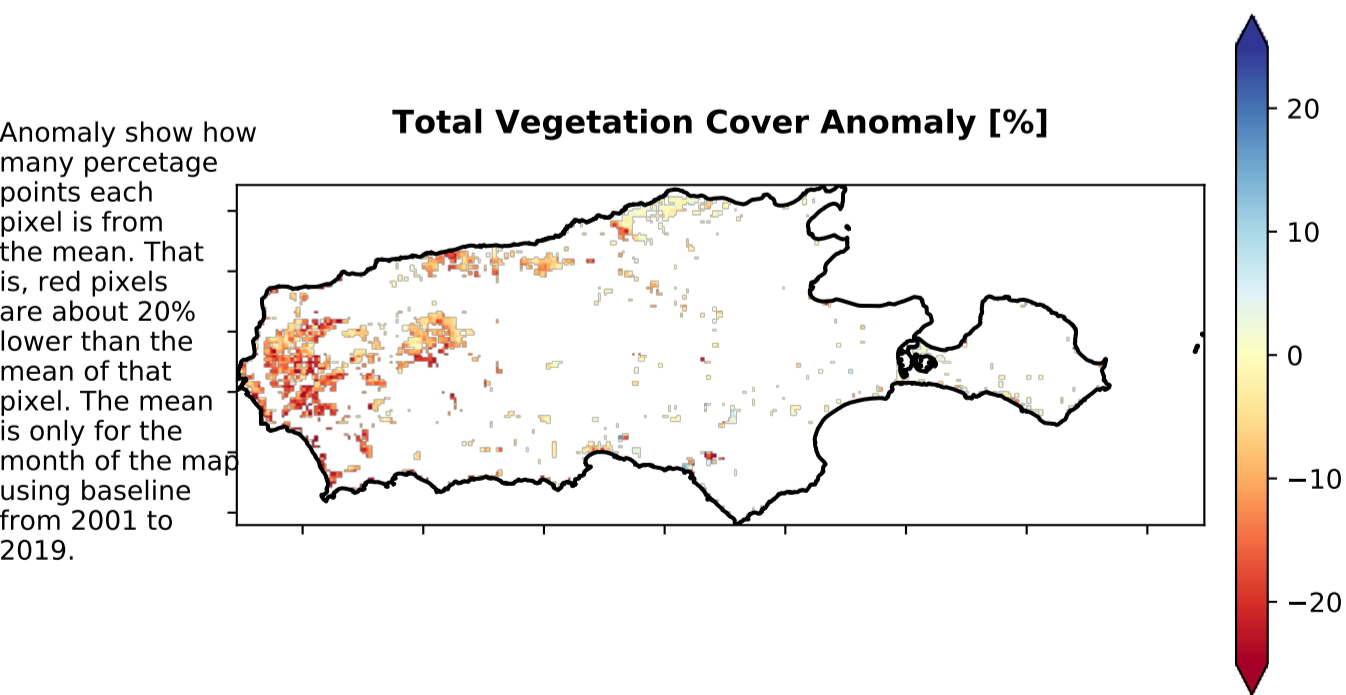 Total Vegetation Cover Anomaly [%]
Anomaly show how
many percetage
points each
pixel is from
the mean. That
is, red pixels
are about 20%
lower than the
mean of that
pixel. The mean
is only for the
month of the map
using baseline
from 2001 to
2019.
20
10
0
−10
−20